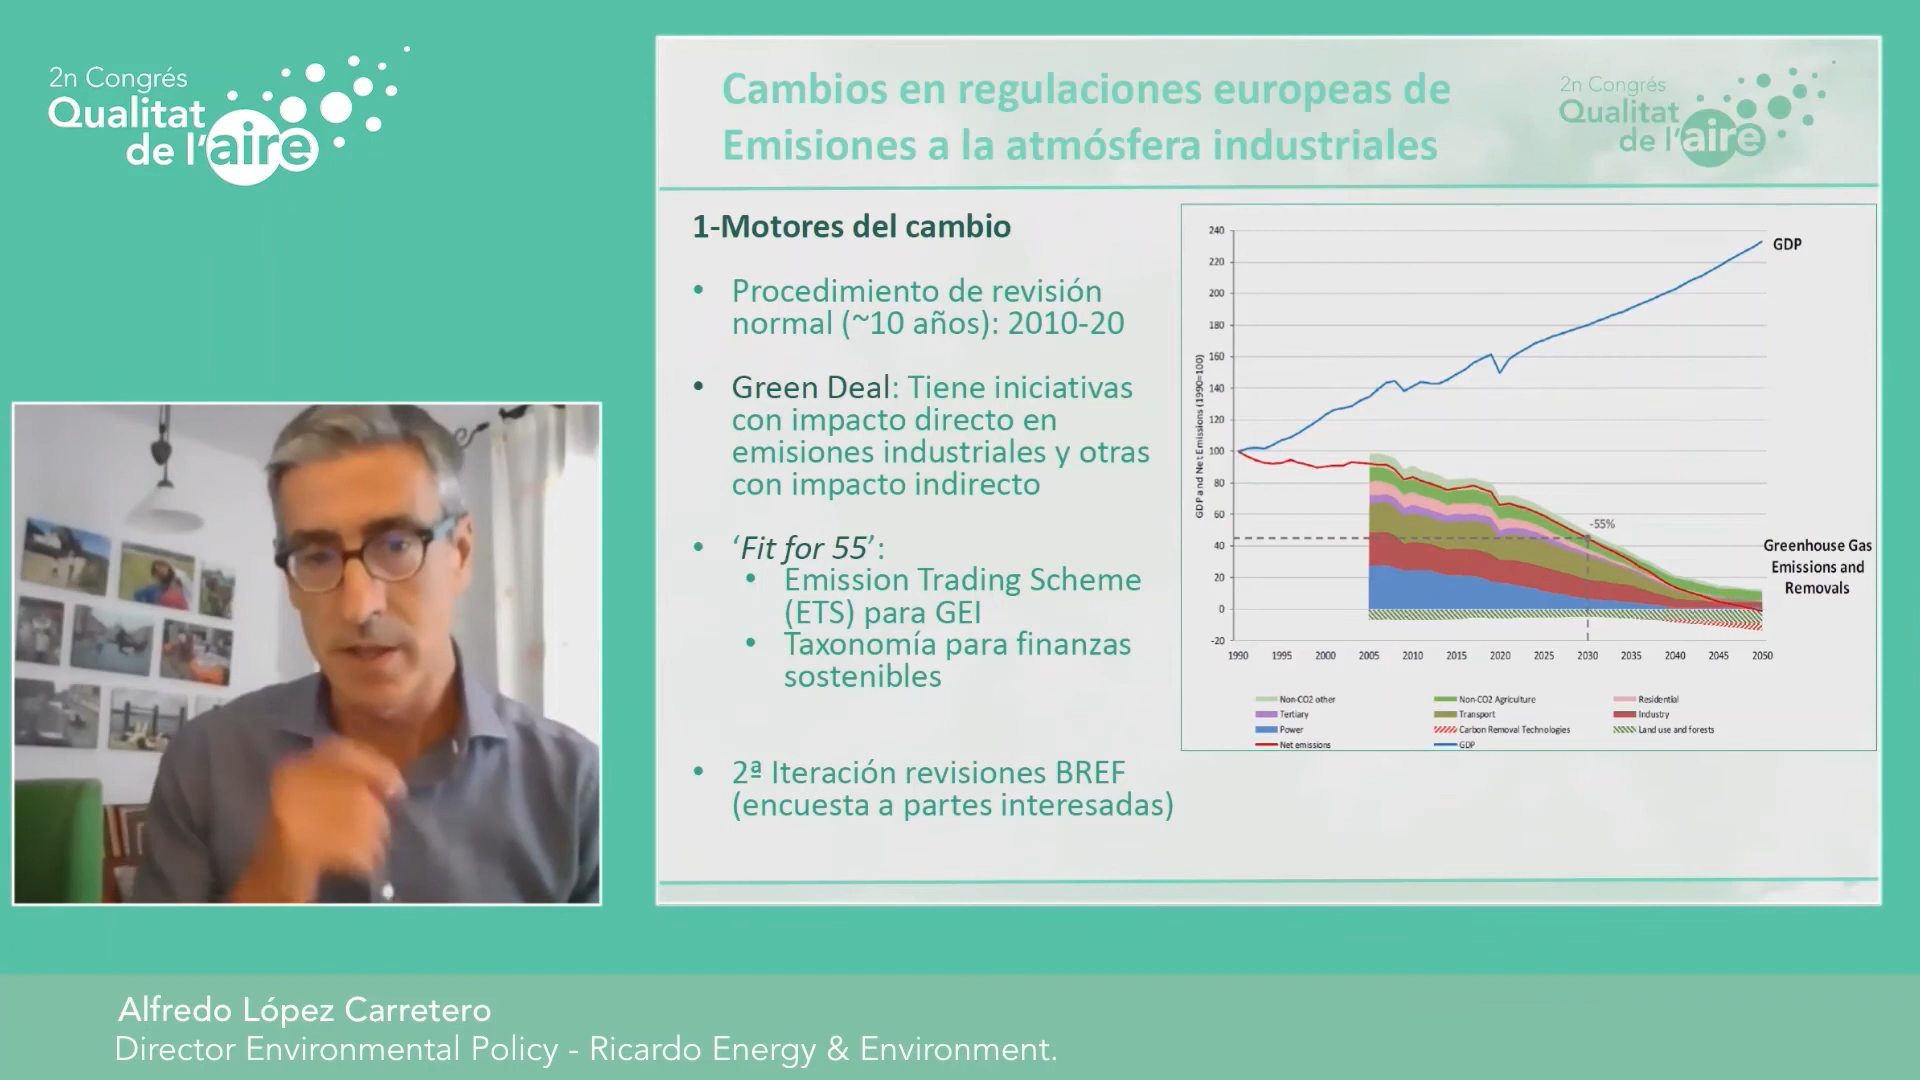 2n Congrés
Qualitat
de l'aire
Cambios en regulaciones europeas de
Emisiones a la atmósfera industriales
2n Congrés
Qualitat
de l'aire
1-Motores del cambio
• Procedimiento de revisión
normal (~10 años): 2010-20
• Green Deal: Tiene iniciativas
con impacto directo en
emisiones industriales y otras
con impacto indirecto
• 'Fit for 55':
• Emission Trading Scheme
(ETS) para GEI
• Taxonomía para finanzas
sostenibles
• 2ª Iteración revisiones BREF
(encuesta a partes interesadas)
GDP and Net Emissions (1990=100)
240
220
200
180
160
140
120
100
80
60
40
20
0
-20
GDP
-55%
Greenhouse Gas
Emissions and
Removals
1990 1995 2000 2005 2010 2015 2020 2025 2030 2035 2040 2045 2050
Non-CO2 other Non-CO2 Agriculture Residential
Tertiary Transport Industry
Power Carbon Removal Technologies Land use and forests
Net emissions GDP
Alfredo López Carretero
Director Environmental Policy - Ricardo Energy & Environment.